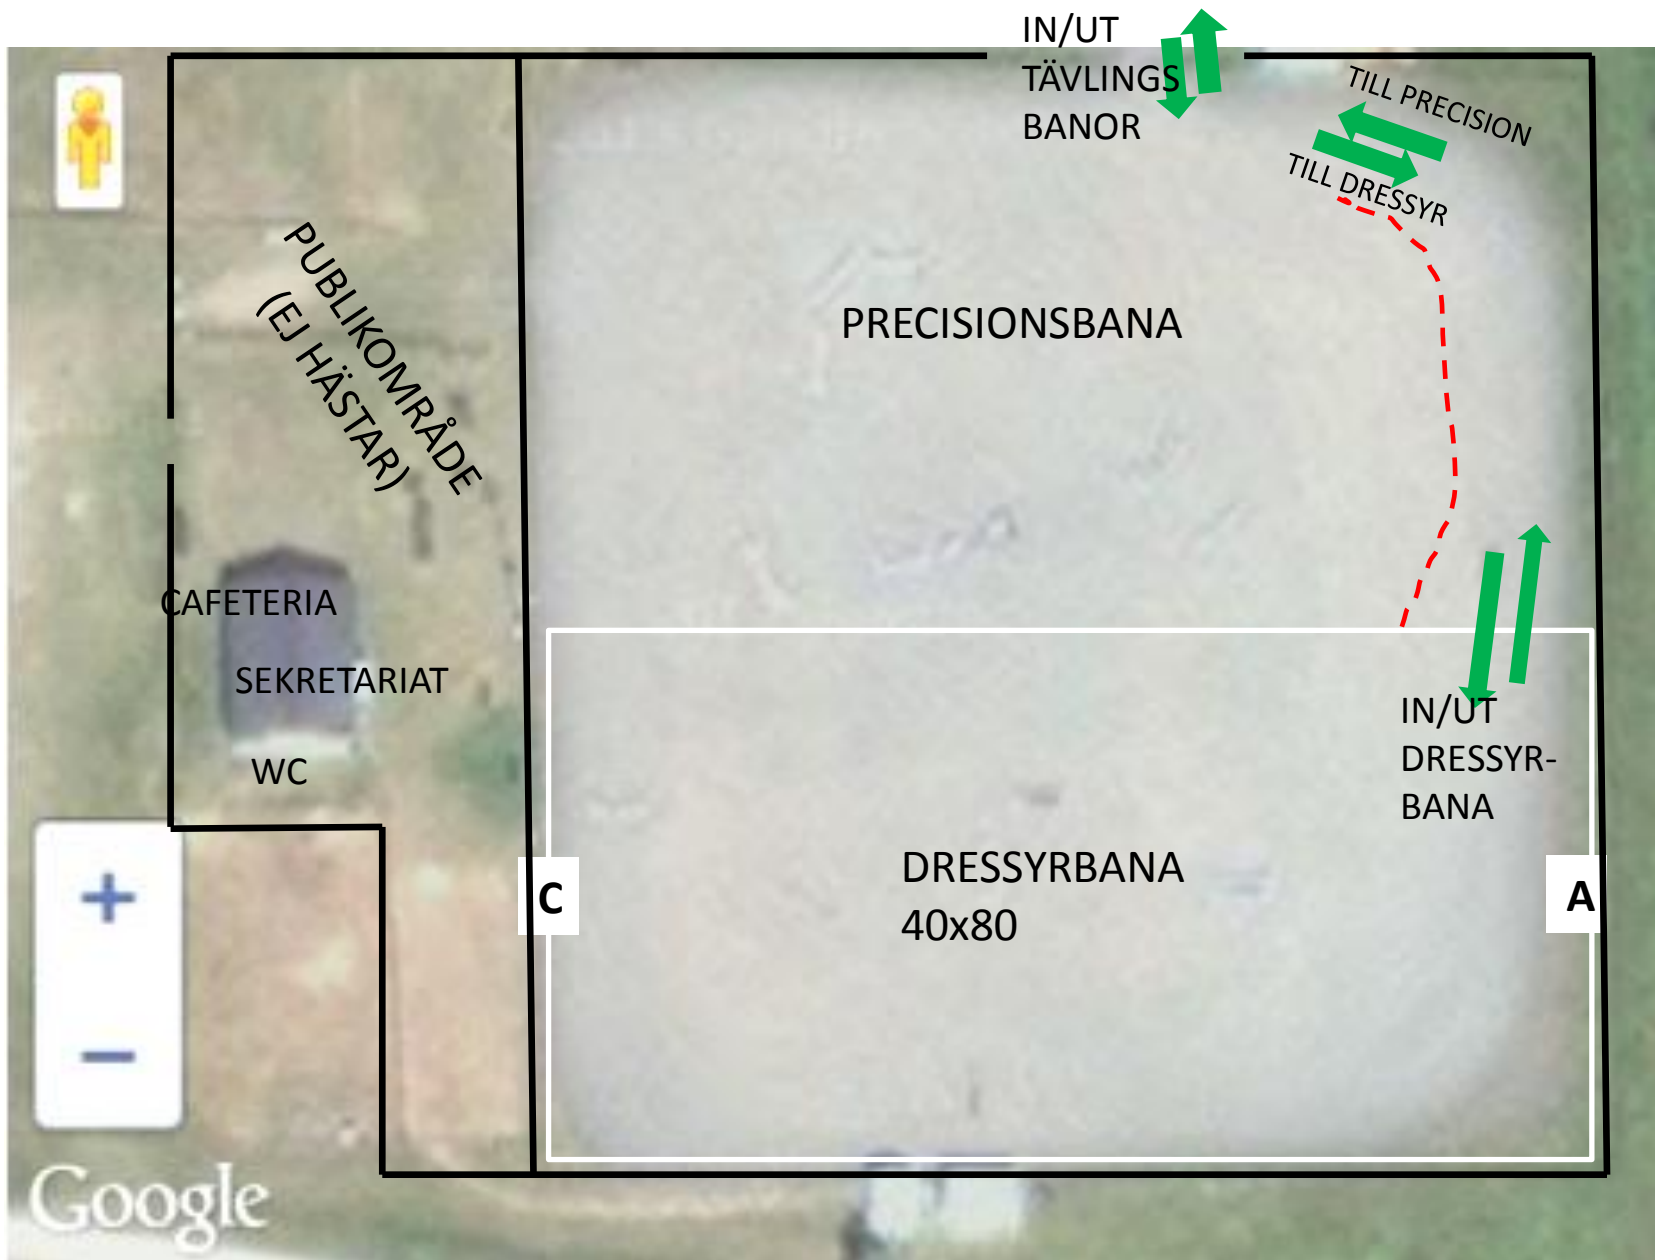 IN/UT
TÄVLINGS
BANOR
TILL PRECISION
TILL DRESSYR
PUBLIKOMRÅDE
(EJ HÄSTAR)
PRECISIONSBANA
CAFETERIA
SEKRETARIAT
WC
IN/UT
DRESSYR-
BANA
DRESSYRBANA
40x80
C
A
+
−
Google